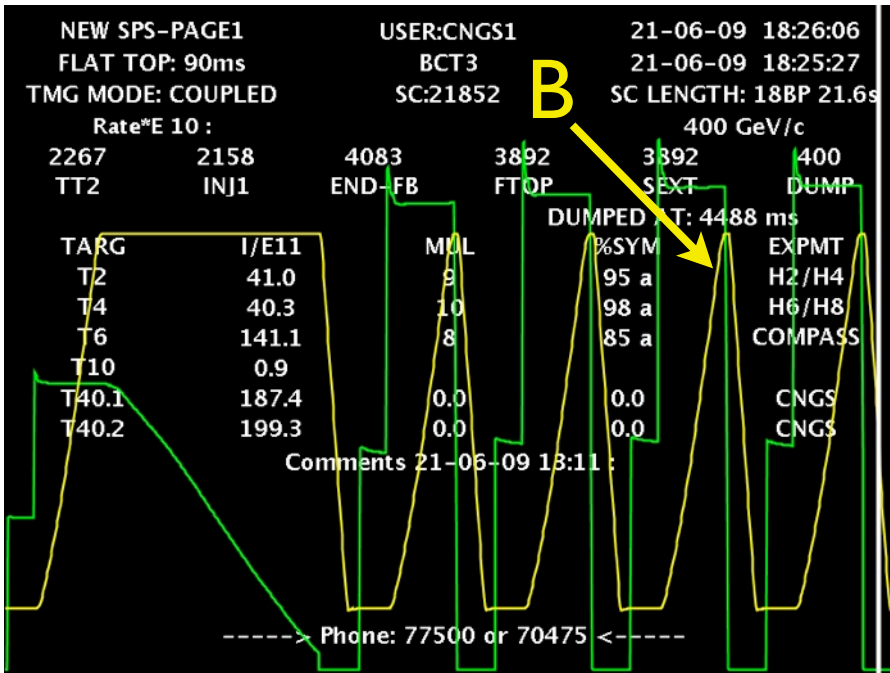 NEW SPS-PAGE1 USER:CNGS1 21-06-09 18:26:06
FLAT TOP: 90ms BCT3 21-06-09 18:25:27
TMG MODE: COUPLED SC:21852 SC LENGTH: 18BP 21.6s
B
Rate*E 10 : 400 GeV/c
2267 2158 4083 3892 3892 400
TT2 INJ1 END-FB FTOP SEXT DUMP
DUMPED AT: 4488 ms
TARG I/E11 MUL %SYM EXPMT
T2 41.0 9 95 a H2/H4
T4 40.3 10 98 a H6/H8
T6 141.1 8 85 a COMPASS
T10 0.9
T40.1 187.4 0.0 0.0 CNGS
T40.2 199.3 0.0 0.0 CNGS
Comments 21-06-09 13:11 :
-----> Phone: 77500 or 70475 <-----